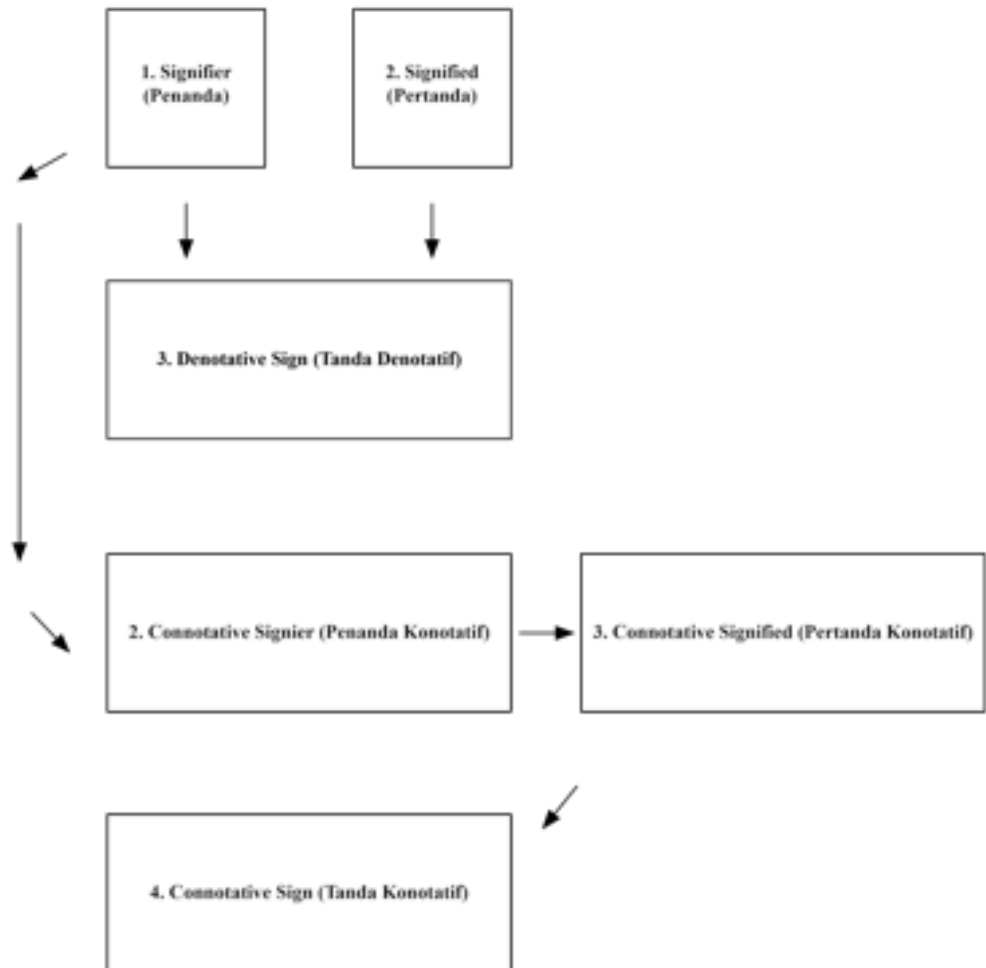 1. Signifier
(Penanda)
2. Signified
(Pertanda)
3. Denotative Sign (Tanda Denotatif)
2. Connotative Signier (Penanda Konotatif)
3. Connotative Signified (Pertanda Konotatif)
4. Connotative Sign (Tanda Konotatif)